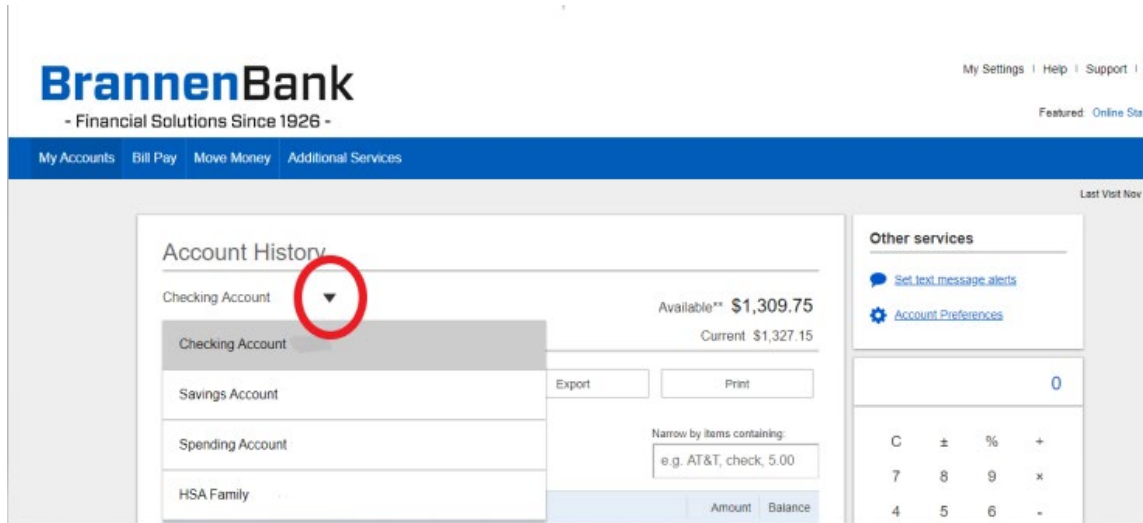 BrannenBank
- Financial Solutions Since 1926 -
My Settings | Help | Support |
Featured: Online Sta
My Accounts Bill Pay Move Money Additional Services
Last Visit Nov
Account History
Checking Account
Available** $1,309.75
Current $1,327.15
Checking Account
Savings Account
Spending Account
HSA Family
Export Print
Narrow by items containing:
e.g. AT&T, check, 5.00
Amount Balance
Other services
Set text message alerts
Account Preferences
0
C ± % ÷
7 8 9 ×
4 5 6 -